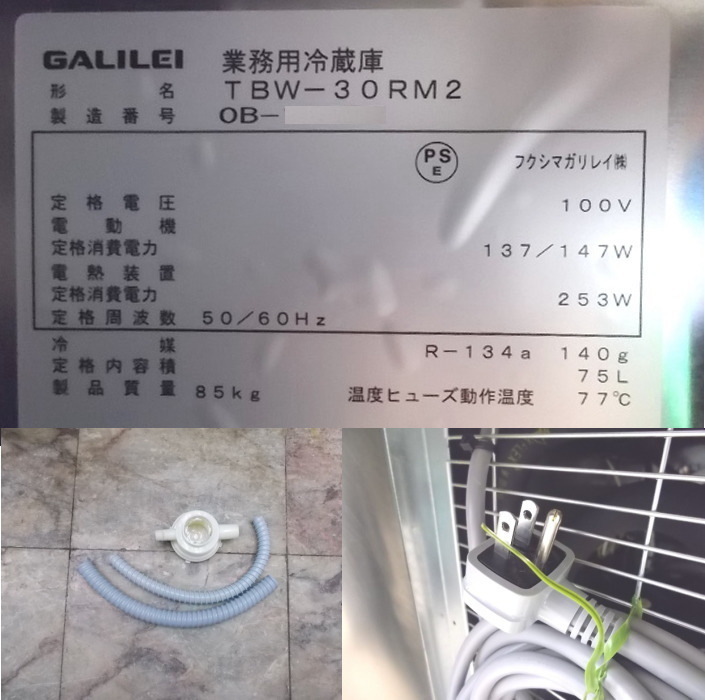 GALILEI 業務用冷蔵庫
形名 TBW-30RM2
製造番号 OB-
PS E フクシマガリレイ㈱
定格電圧 100V
電動機
定格消費電力 137/147W
電熱装置
定格消費電力 253W
定格周波数 50/60Hz
冷媒 R-134a 140g
定格内容積 75L
製品質量 85kg 温度ヒューズ動作温度 77℃